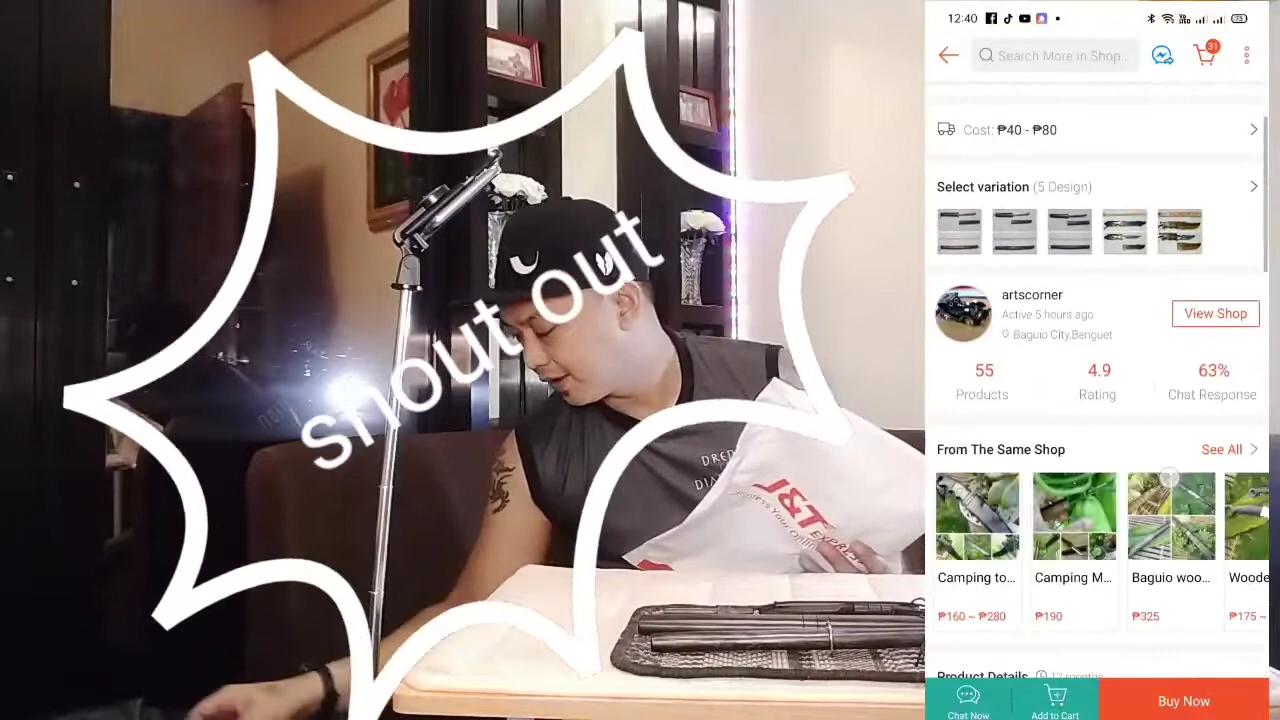 shout out
J&T
EXPRESS
12:40
Search More in Shop...
31
Cost: ₱40 - ₱80
Select variation (5 Design)
artscorner
Active 5 hours ago
Baguio City,Benguet
View Shop
55
Products
4.9
Rating
63%
Chat Response
From The Same Shop
See All
Camping to...
Camping M...
Baguio woo...
Woode
₱160 ~ ₱280
₱190
₱325
₱175 ~
Product Details
12 months
Chat Now
Add to Cart
Buy Now